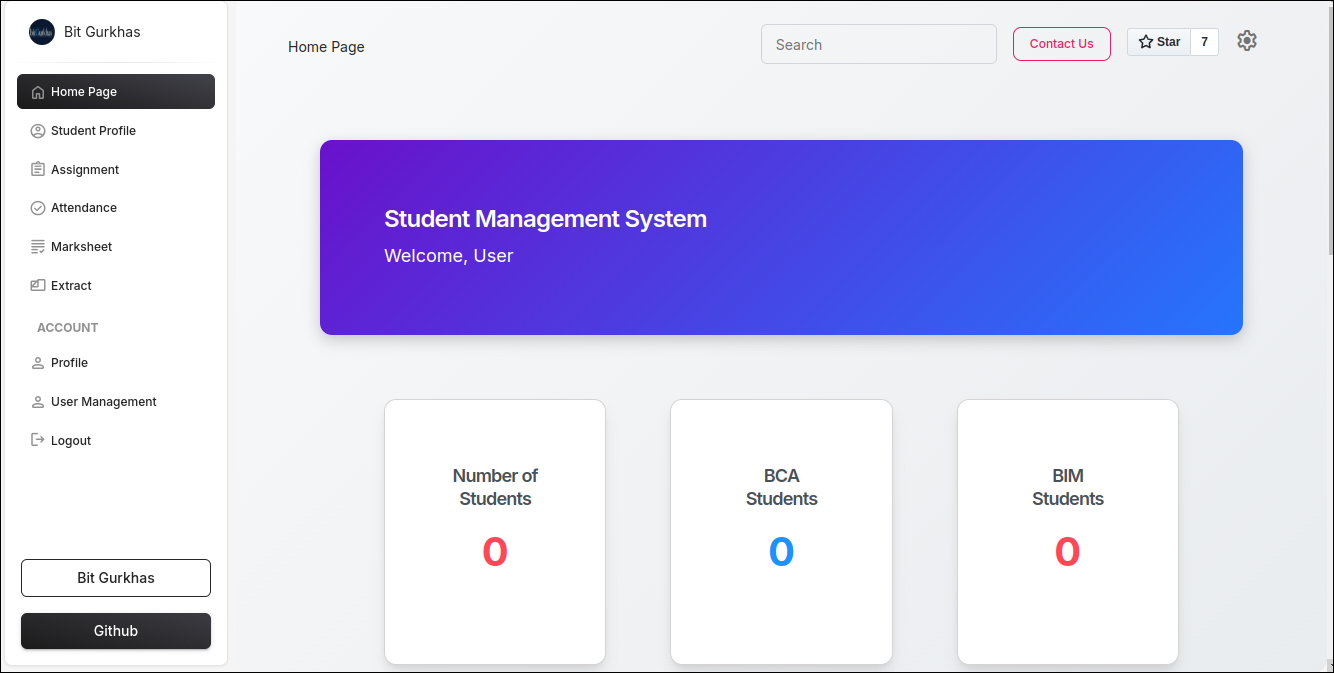 Bit Gurkhas
Home Page
Student Profile
Assignment
Attendance
Marksheet
Extract
ACCOUNT
Profile
User Management
Logout
Bit Gurkhas
Github
Home Page
Search
Contact Us
Star
7
Student Management System
Welcome, User
Number of
Students
0
BCA
Students
0
BIM
Students
0